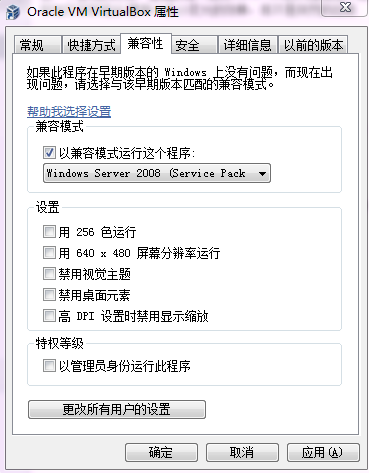 Oracle VM VirtualBox 属性
常规 快捷方式 兼容性 安全 详细信息 以前的版本
如果此程序在早期版本的 Windows 上没有问题，而现在出
现问题，请选择与该早期版本匹配的兼容模式。
帮助我选择设置
兼容模式
以兼容模式运行这个程序:
Windows Server 2008 (Service Pack
设置
用 256 色运行
用 640 x 480 屏幕分辨率运行
禁用视觉主题
禁用桌面元素
高 DPI 设置时禁用显示缩放
特权等级
以管理员身份运行此程序
更改所有用户的设置
确定 取消 应用(A)